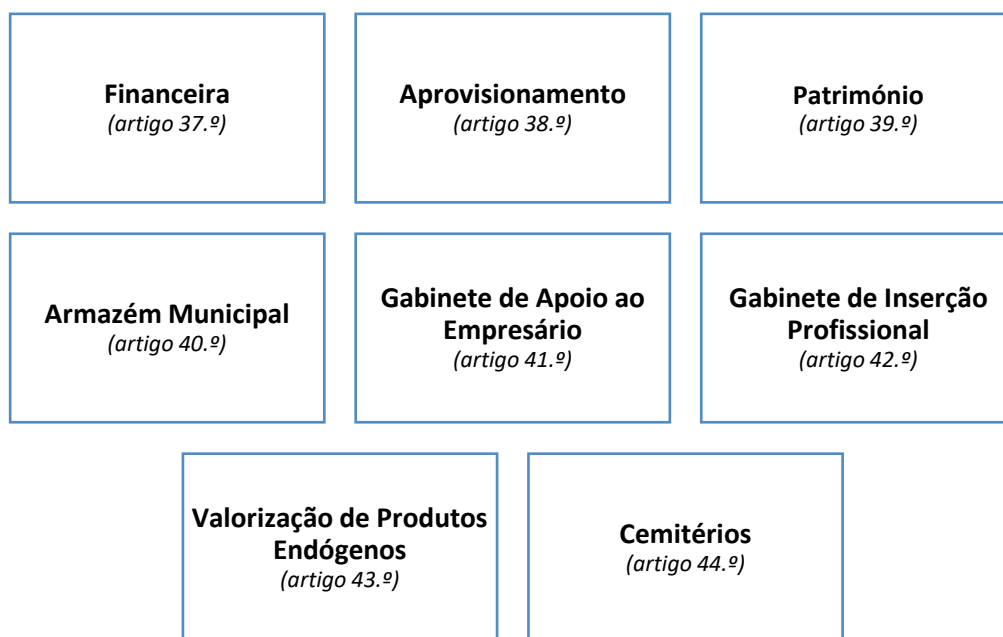 Financeira
(artigo 37.º)
Aprovisionamento
(artigo 38.º)
Património
(artigo 39.º)
Armazém Municipal
(artigo 40.º)
Gabinete de Apoio ao
Empresário
(artigo 41.º)
Gabinete de Inserção
Profissional
(artigo 42.º)
Valorização de Produtos
Endógenos
(artigo 43.º)
Cemitérios
(artigo 44.º)